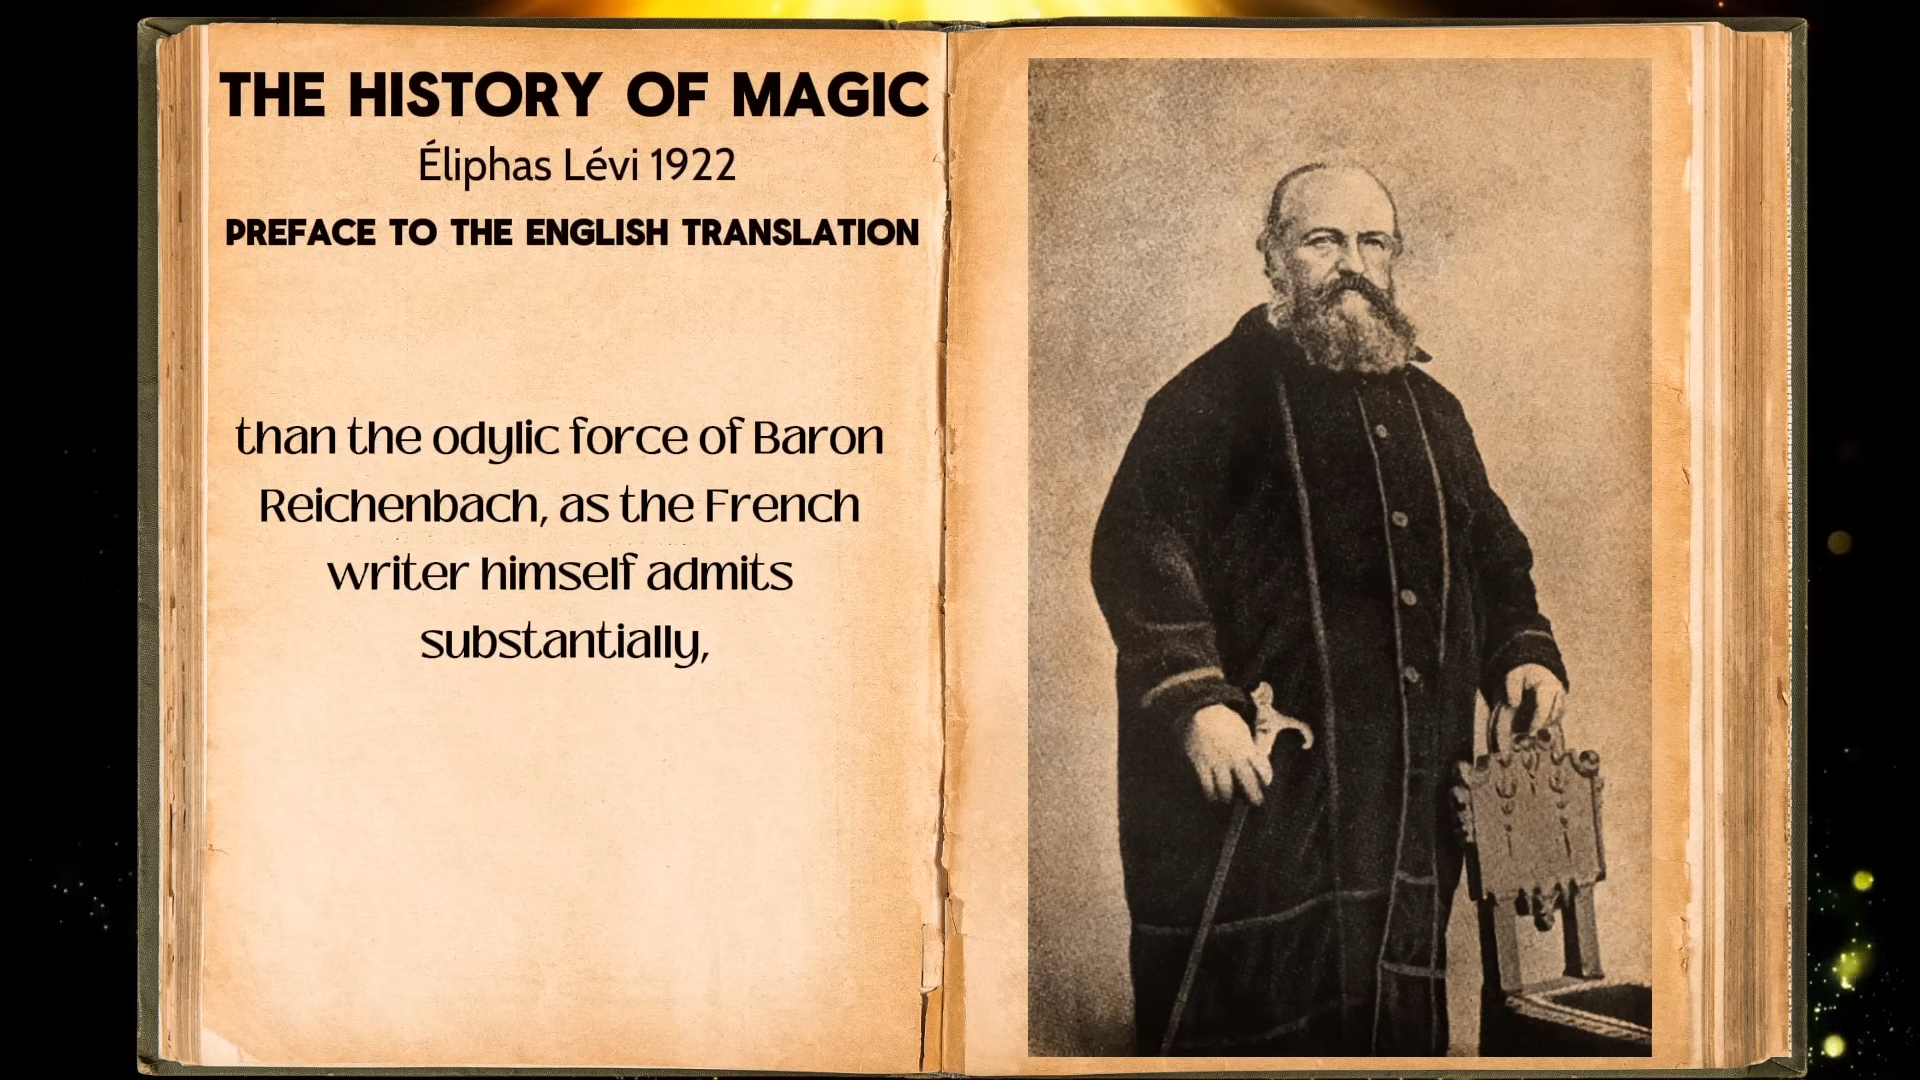 THE HISTORY OF MAGIC
Éliphas Lévi 1922
PREFACE TO THE ENGLISH TRANSLATION
than the odylic force of Baron
Reichenbach, as the French
writer himself admits
substantially,